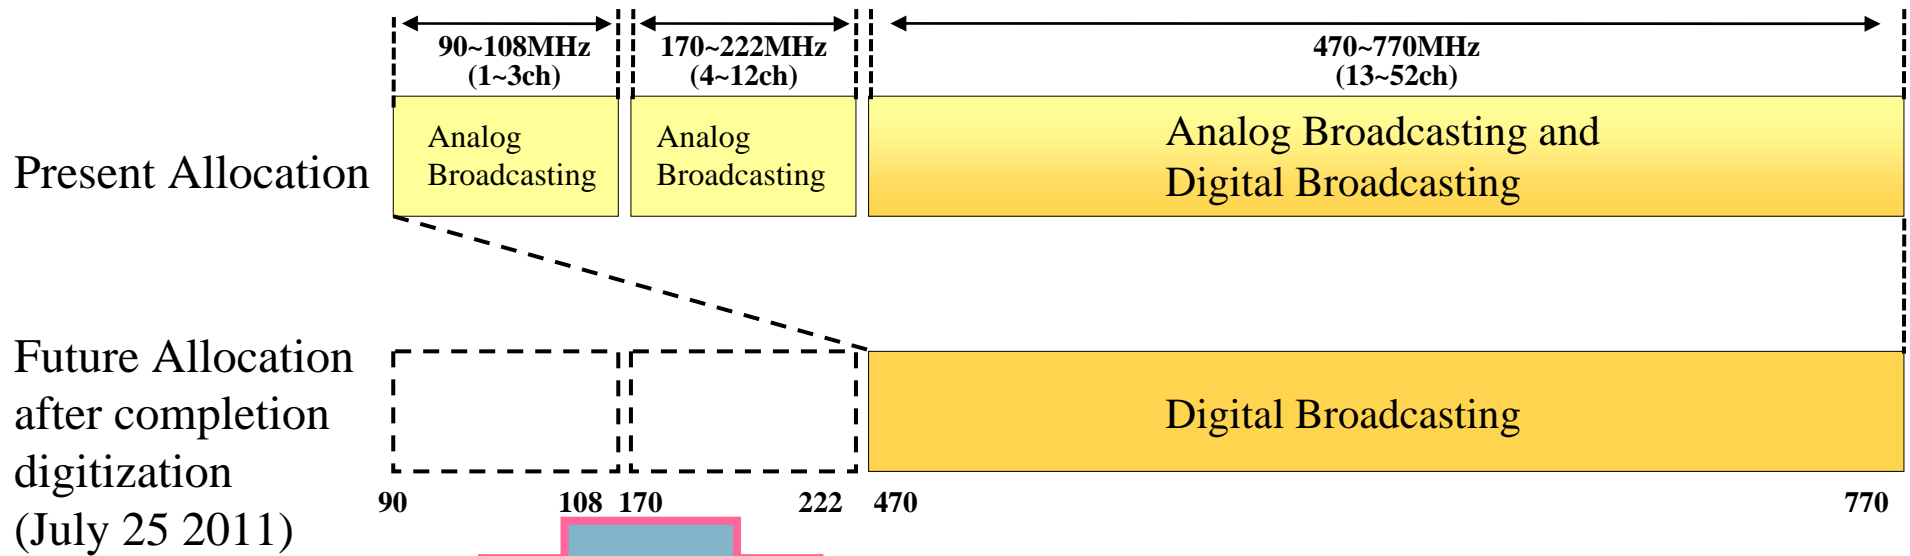 90~108MHz
(1~3ch)
170~222MHz
(4~12ch)
470~770MHz
(13~52ch)
Present Allocation
Analog
Broadcasting
Analog
Broadcasting
Analog Broadcasting and
Digital Broadcasting
Future Allocation
after completion
digitization
(July 25 2011)
Digital Broadcasting
90
108
170
222
470
770